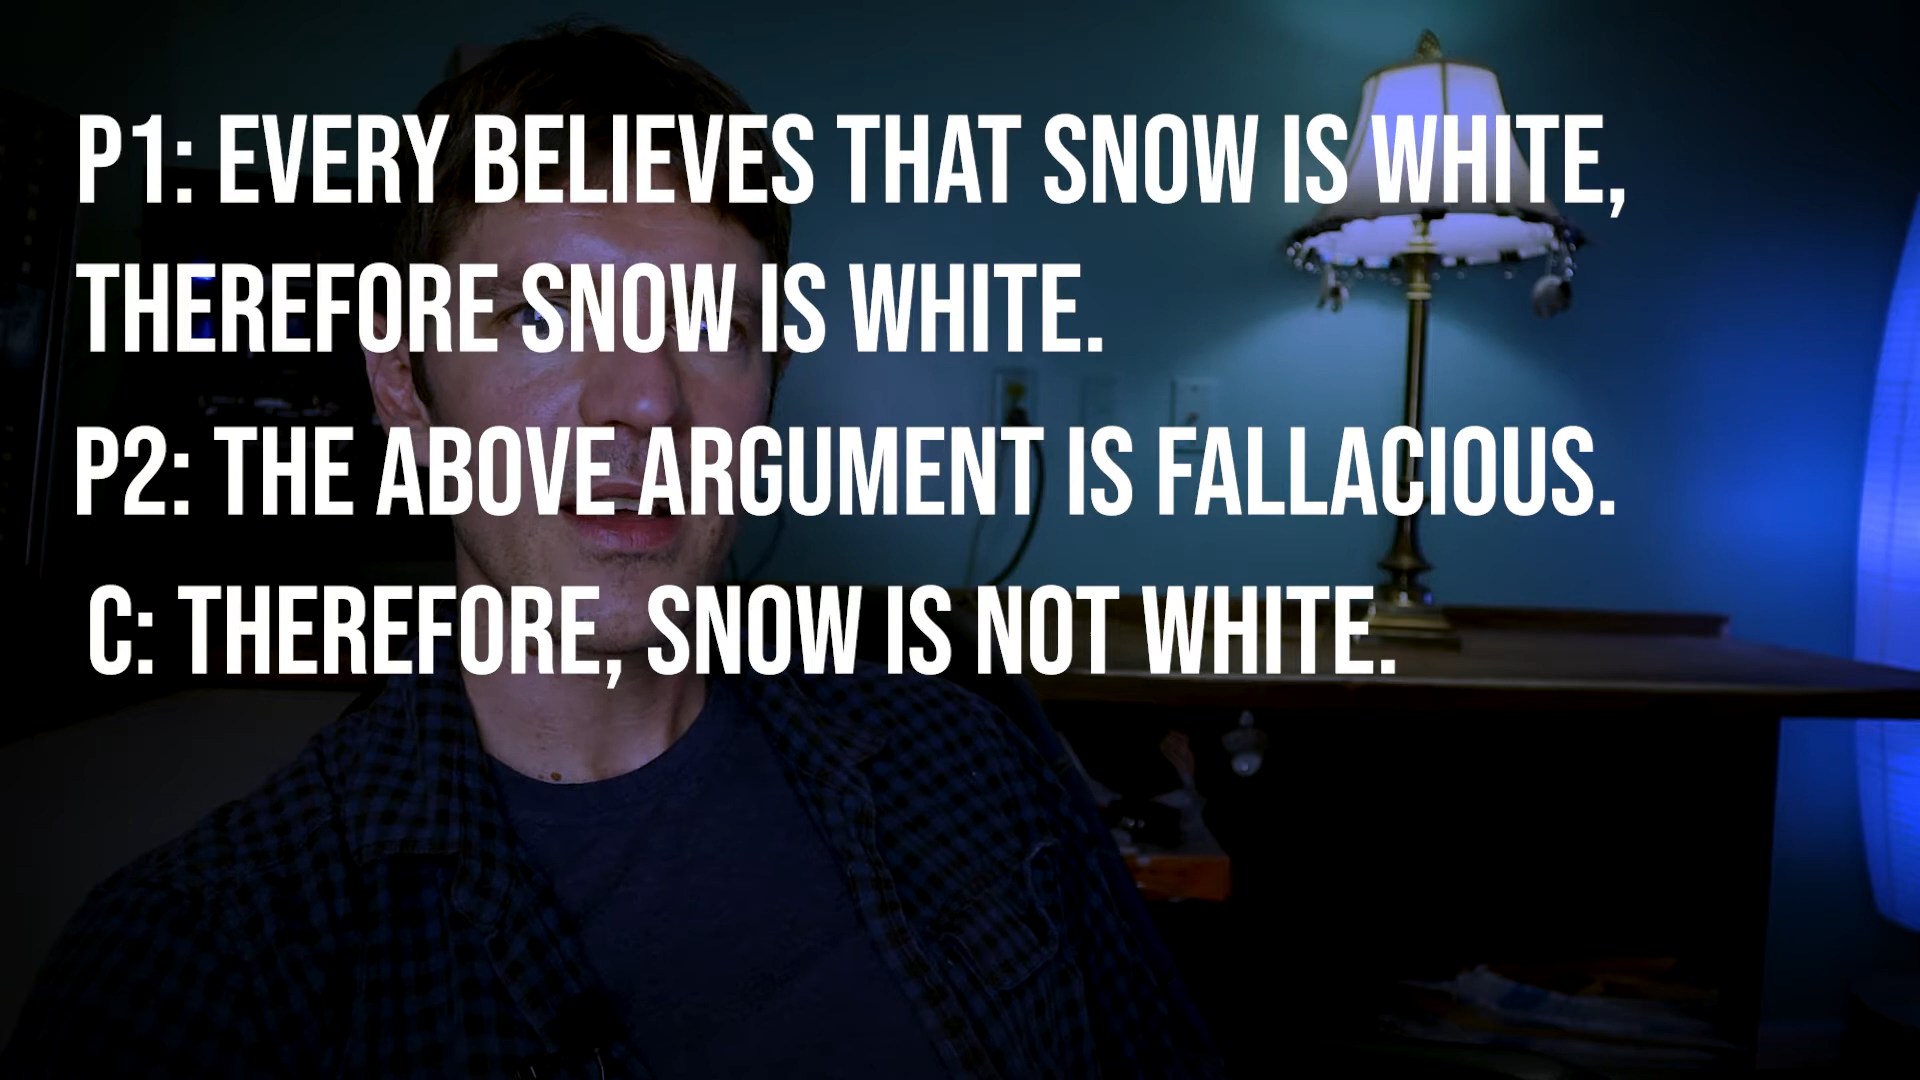 P1: EVERY BELIEVES THAT SNOW IS WHITE,
THEREFORE SNOW IS WHITE.
P2: THE ABOVE ARGUMENT IS FALLACIOUS.
C: THEREFORE, SNOW IS NOT WHITE.